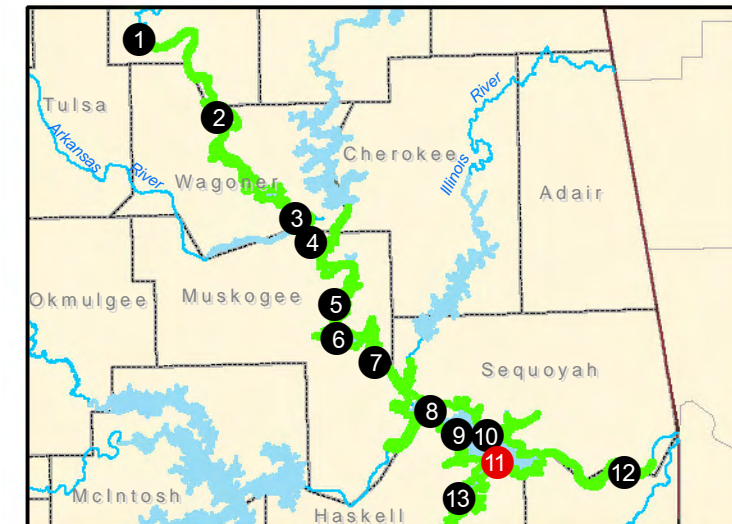 1
2
Tulsa
Arkansas
River
Wagoner
Cherokee
Illinois
River
Adair
3
4
Okmulgee
Muskogee
5
6
7
Sequoyah
8
9
10
11
12
13
McIntosh
Haskell